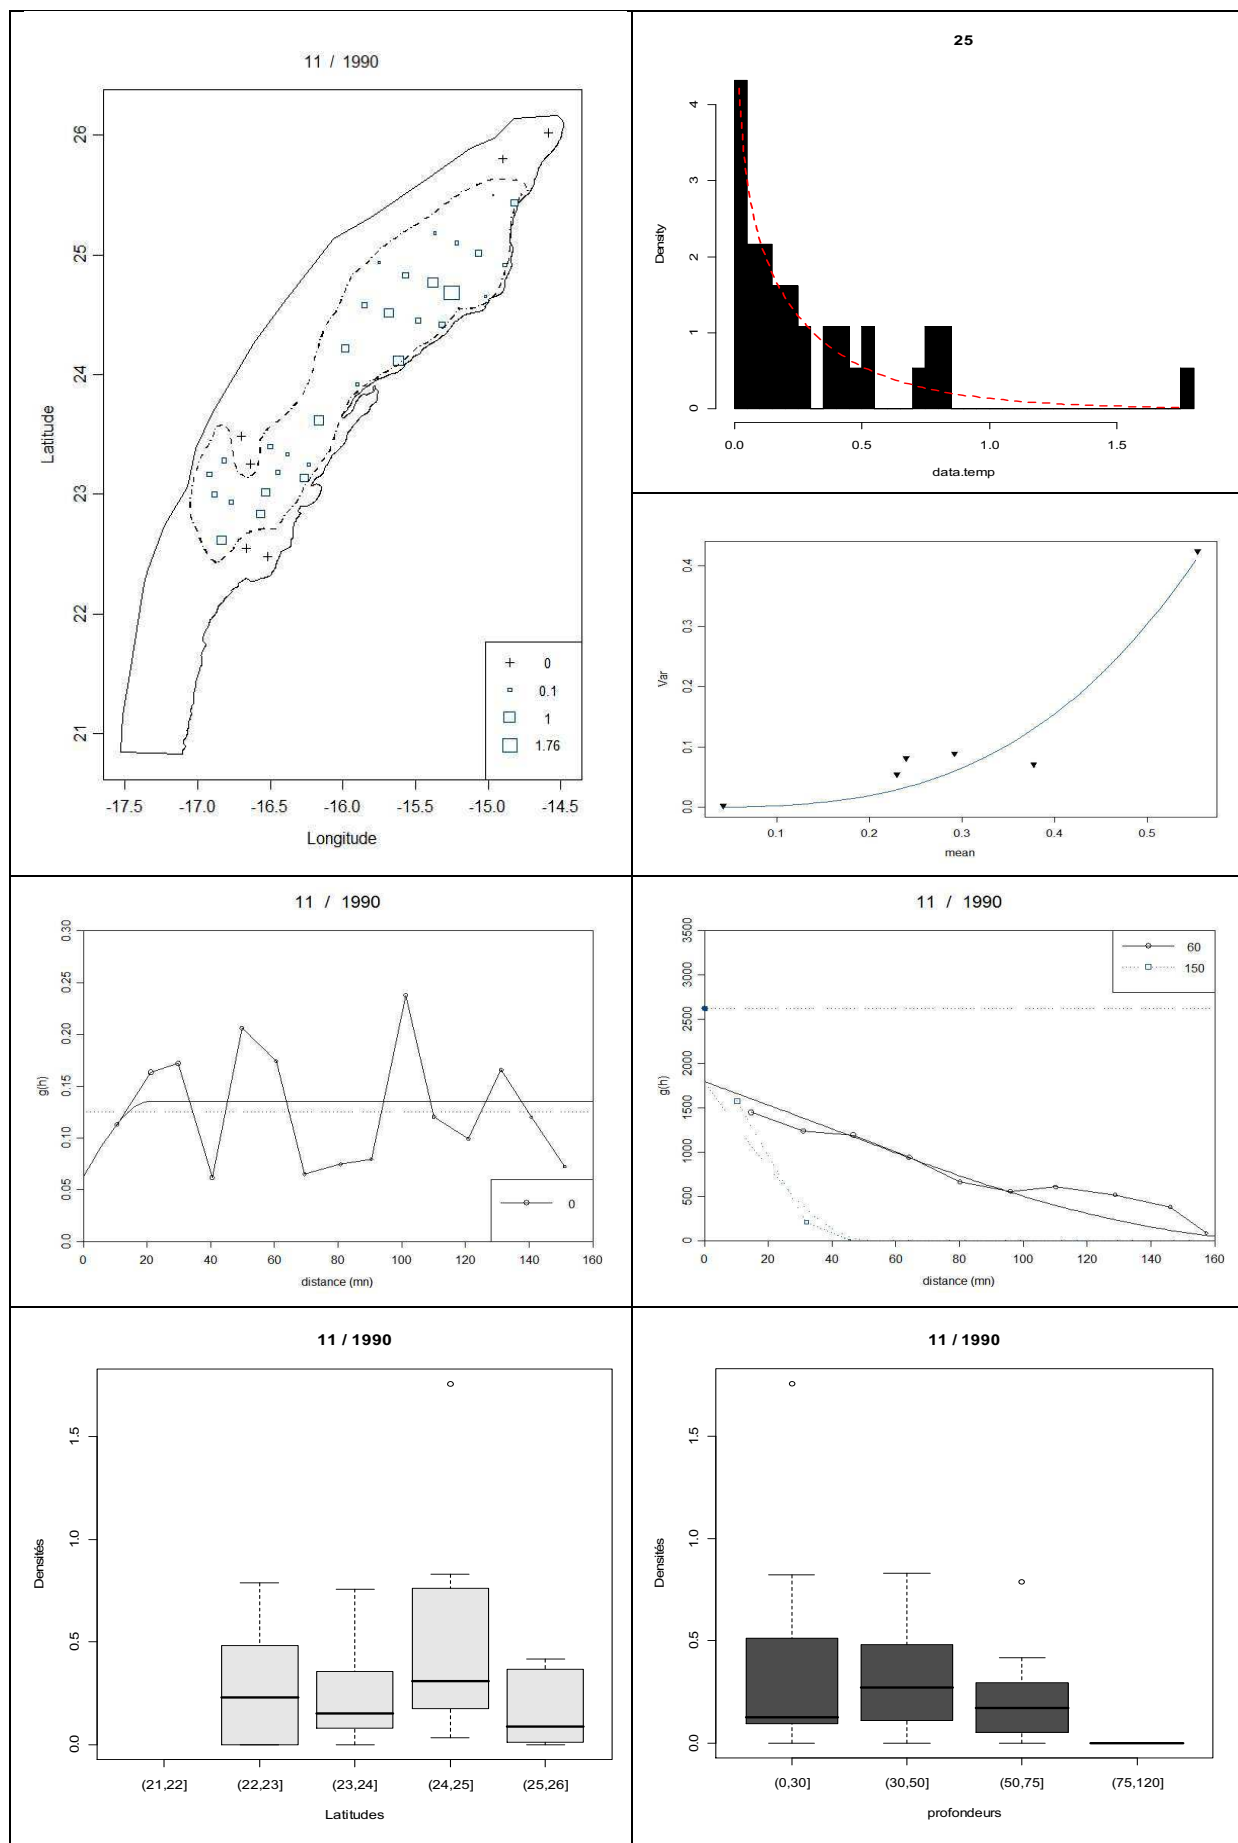 11 / 1990
Latitude
26
25
24
23
22
21
+ 0
0.1
1
1.76
-17.5 -17.0 -16.5 -16.0 -15.5 -15.0 -14.5
Longitude
25
Density
4
3
2
1
0
0.0 0.5 1.0 1.5
data.temp
Var
0.4
0.3
0.2
0.1
0.0
0.1 0.2 0.3 0.4 0.5
mean
11 / 1990
g(h)
0.30
0.25
0.20
0.15
0.10
0.05
0.0
0
0 20 40 60 80 100 120 140 160
distance (mn)
11 / 1990
g(h)
3500
3000
2500
2000
1500
1000
500
0
60
150
0 20 40 60 80 100 120 140 160
distance (mn)
11 / 1990
Densités
1.5
1.0
0.5
0.0
(21,22] (22,23] (23,24] (24,25] (25,26]
Latitudes
11 / 1990
Densités
1.5
1.0
0.5
0.0
(0,30] (30,50] (50,75] (75,120]
profondeurs